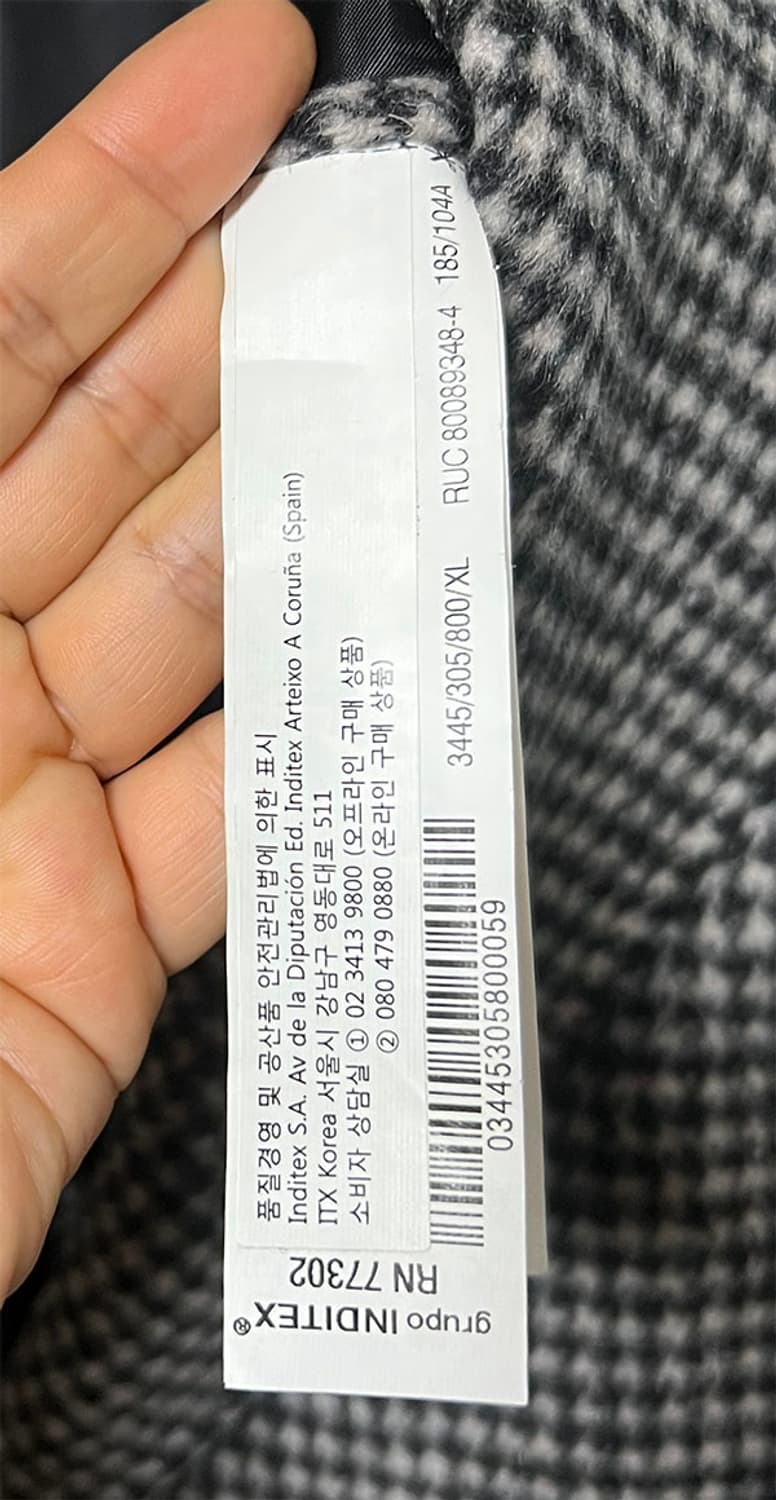 품질경영 및 공산품 안전관리법에 의한 표시
Inditex S.A. Av de la Diputación Ed. Inditex Arteixo A Coruña (Spain)
ITX Korea 서울시 강남구 영동대로 511
소비자 상담실 ① 02 3413 9800 (오프라인 구매 상품)
② 080 479 0880 (온라인 구매 상품)
3445/305/800/XL RUC 80089348-4 185/104A
03445305800059
RN 77302
grupo INDITEX®